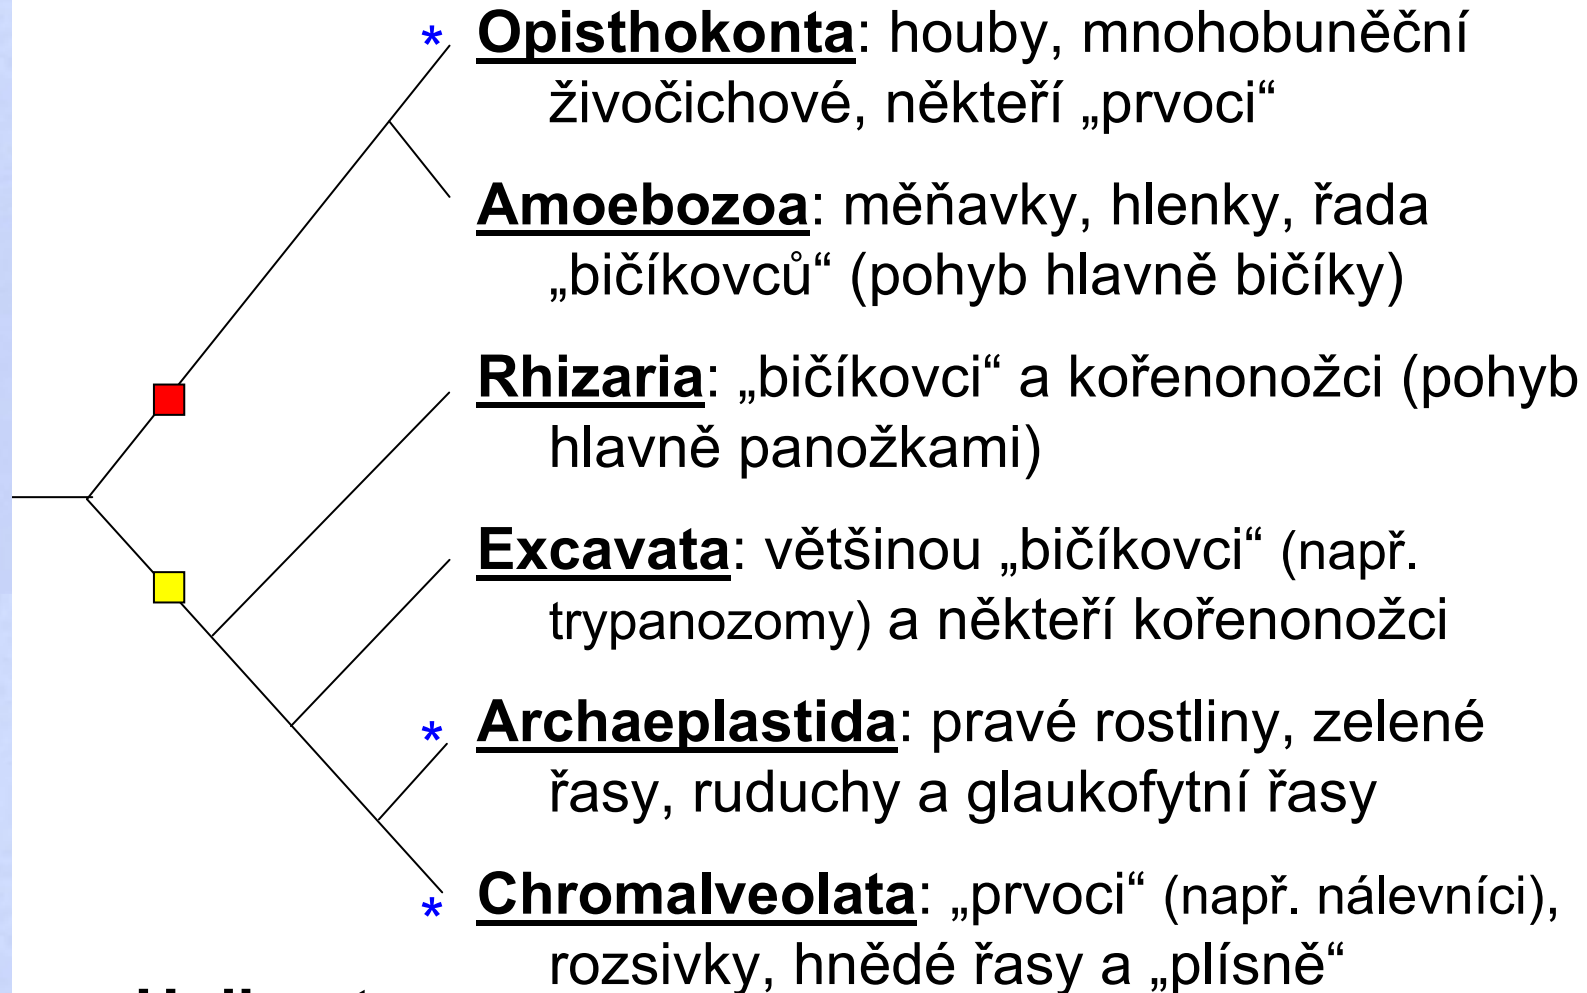 * Opisthokonta: houby, mnohobuněční
živočichové, někteří „prvoci“
Amoebozoa: měňavky, hlenky, řada
„bičíkovců“ (pohyb hlavně bičíky)
Rhizaria: „bičíkovci“ a kořenonožci (pohyb
hlavně panožkami)
Excavata: většinou „bičíkovci“ (např.
trypanozomy) a někteří kořenonožci
* Archaeplastida: pravé rostliny, zelené
řasy, ruduchy a glaukofytní řasy
* Chromalveolata: „prvoci“ (např. nálevníci),
rozsivky, hnědé řasy a „plísně“